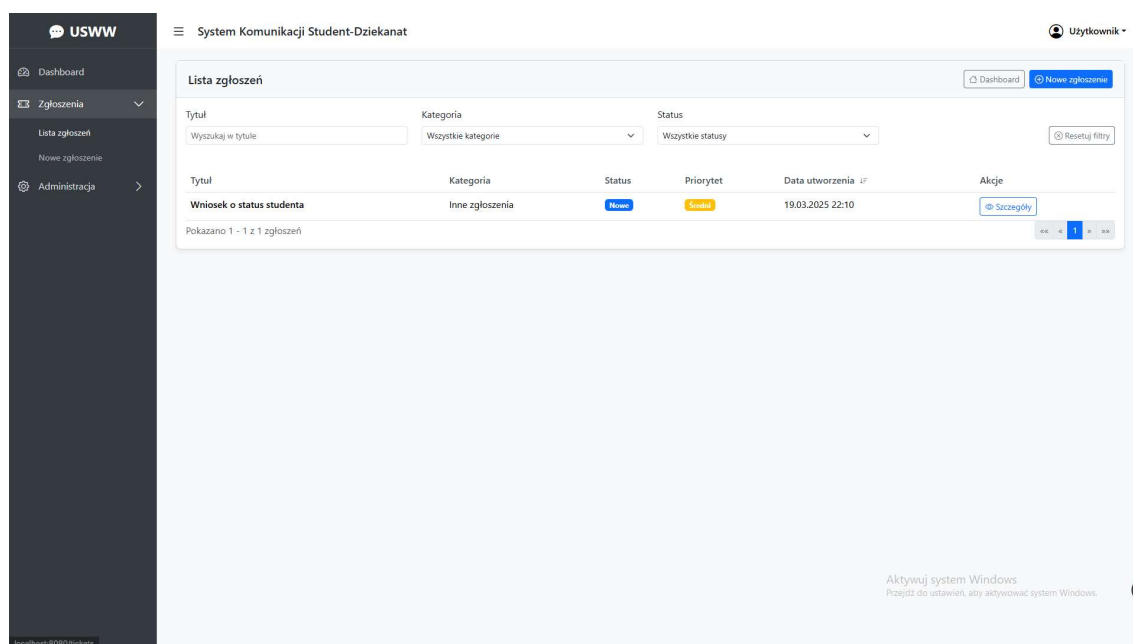 USWW
System Komunikacji Student-Dziekanat
Użytkownik
Dashboard
Zgłoszenia
Lista zgłoszeń
Nowe zgłoszenie
Administracja
Lista zgłoszeń
Dashboard
Nowe zgłoszenie
Tytuł Kategoria Status
Wyszukaj w tytule Wszystkie kategorie Wszystkie statusy Resetuj filtry
Tytuł Kategoria Status Priorytet Data utworzenia Akcje
Wniosek o status studenta Inne zgłoszenia Nowe Średni 19.03.2025 22:10 Szczegóły
Pokazano 1 - 1 z 1 zgłoszeń «« « 1 » »»
Aktywuj system Windows
Przejdź do ustawień, aby aktywować system Windows.
localhost:8080/tickets